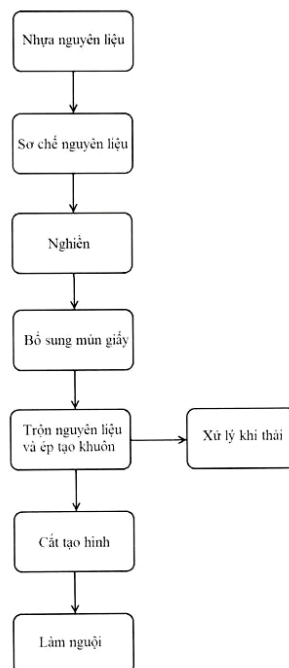 Nhựa nguyên liệu
Sơ chế nguyên liệu
Nghiền
Bổ sung mùn giấy
Trộn nguyên liệu
và ép tạo khuôn
Xử lý khí thải
Cắt tạo hình
Làm nguội